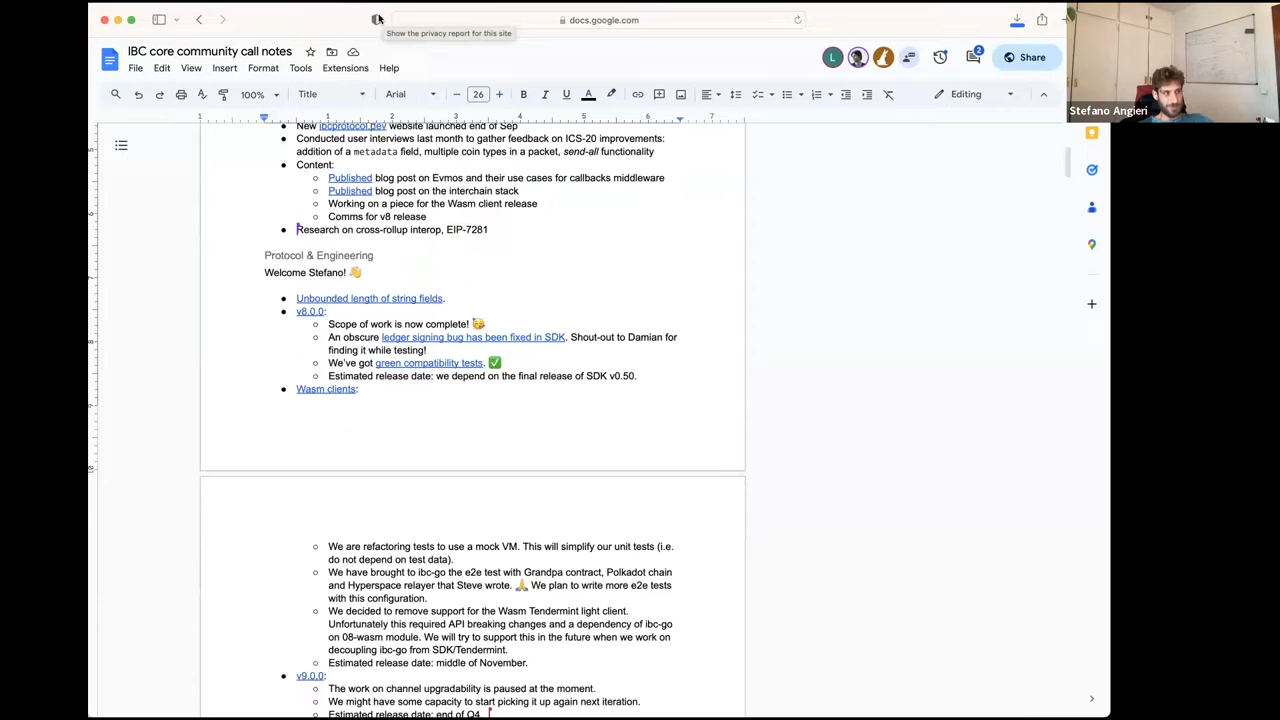 docs.google.com
Show the privacy report for this site
IBC core community call notes
File Edit View Insert Format Tools Extensions Help
L
2
Share
100% Title Arial 26 B I U A Editing
1 1 2 3 4 5 6 7
New ibcprotocol.dev website launched end of Sep
Conducted user interviews last month to gather feedback on ICS-20 improvements:
addition of a metadata field, multiple coin types in a packet, send-all functionality
Content:
Published blog post on Evmos and their use cases for callbacks middleware
Published blog post on the interchain stack
Working on a piece for the Wasm client release
Comms for v8 release
Research on cross-rollup interop, EIP-7281
Protocol & Engineering
Welcome Stefano! 👋
Unbounded length of string fields.
v8.0.0:
Scope of work is now complete! 🥳
An obscure ledger signing bug has been fixed in SDK. Shout-out to Damian for
finding it while testing!
We've got green compatibility tests. ✅
Estimated release date: we depend on the final release of SDK v0.50.
Wasm clients:
We are refactoring tests to use a mock VM. This will simplify our unit tests (i.e.
do not depend on test data).
We have brought to ibc-go the e2e test with Grandpa contract, Polkadot chain
and Hyperspace relayer that Steve wrote. 🙏 We plan to write more e2e tests
with this configuration.
We decided to remove support for the Wasm Tendermint light client.
Unfortunately this required API breaking changes and a dependency of ibc-go
on 08-wasm module. We will try to support this in the future when we work on
decoupling ibc-go from SDK/Tendermint.
Estimated release date: middle of November.
v9.0.0:
The work on channel upgradability is paused at the moment.
We might have some capacity to start picking it up again next iteration.
Estimated release date: end of Q4
Stefano Angieri